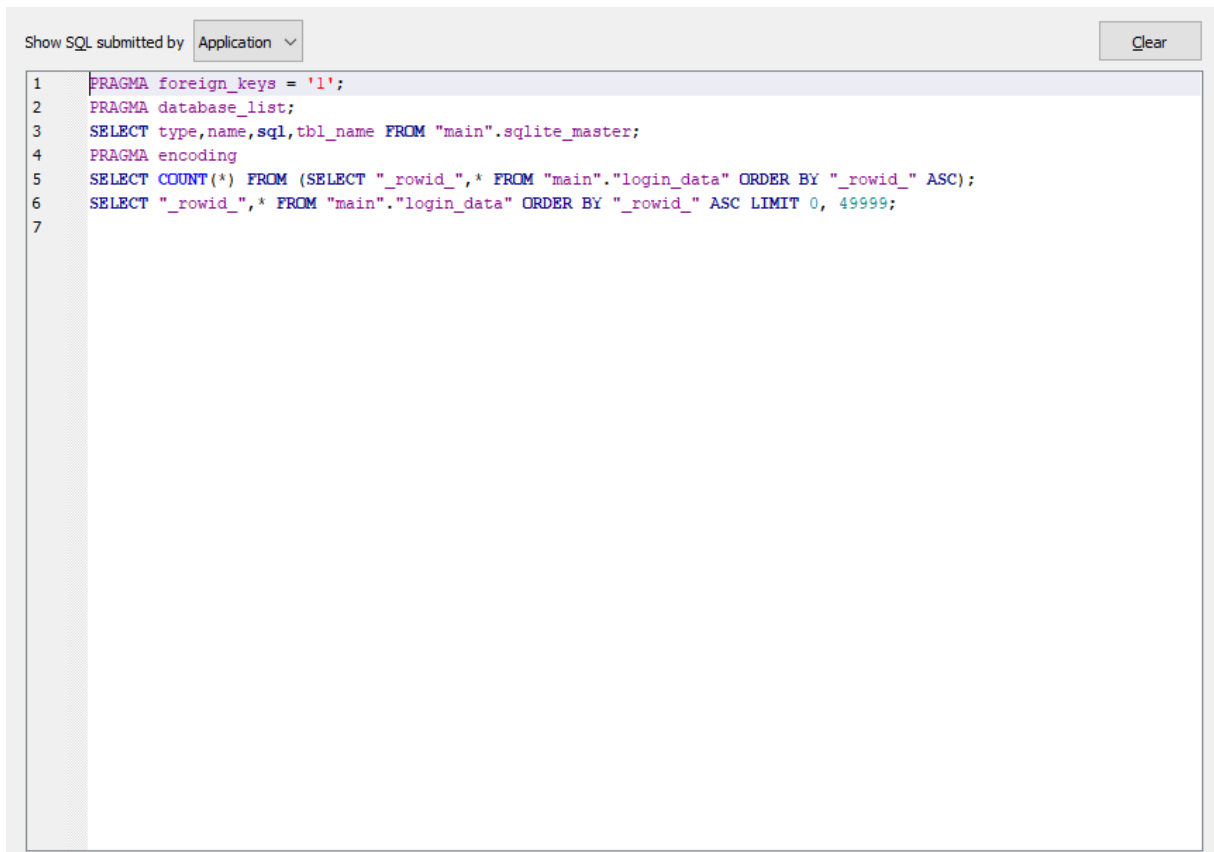 Show SQL submitted by Application Clear
1 PRAGMA foreign_keys = '1';
2 PRAGMA database_list;
3 SELECT type,name,sql,tbl_name FROM "main".sqlite_master;
4 PRAGMA encoding
5 SELECT COUNT(*) FROM (SELECT "_rowid_",* FROM "main"."login_data" ORDER BY "_rowid_" ASC);
6 SELECT "_rowid_",* FROM "main"."login_data" ORDER BY "_rowid_" ASC LIMIT 0, 49999;
7